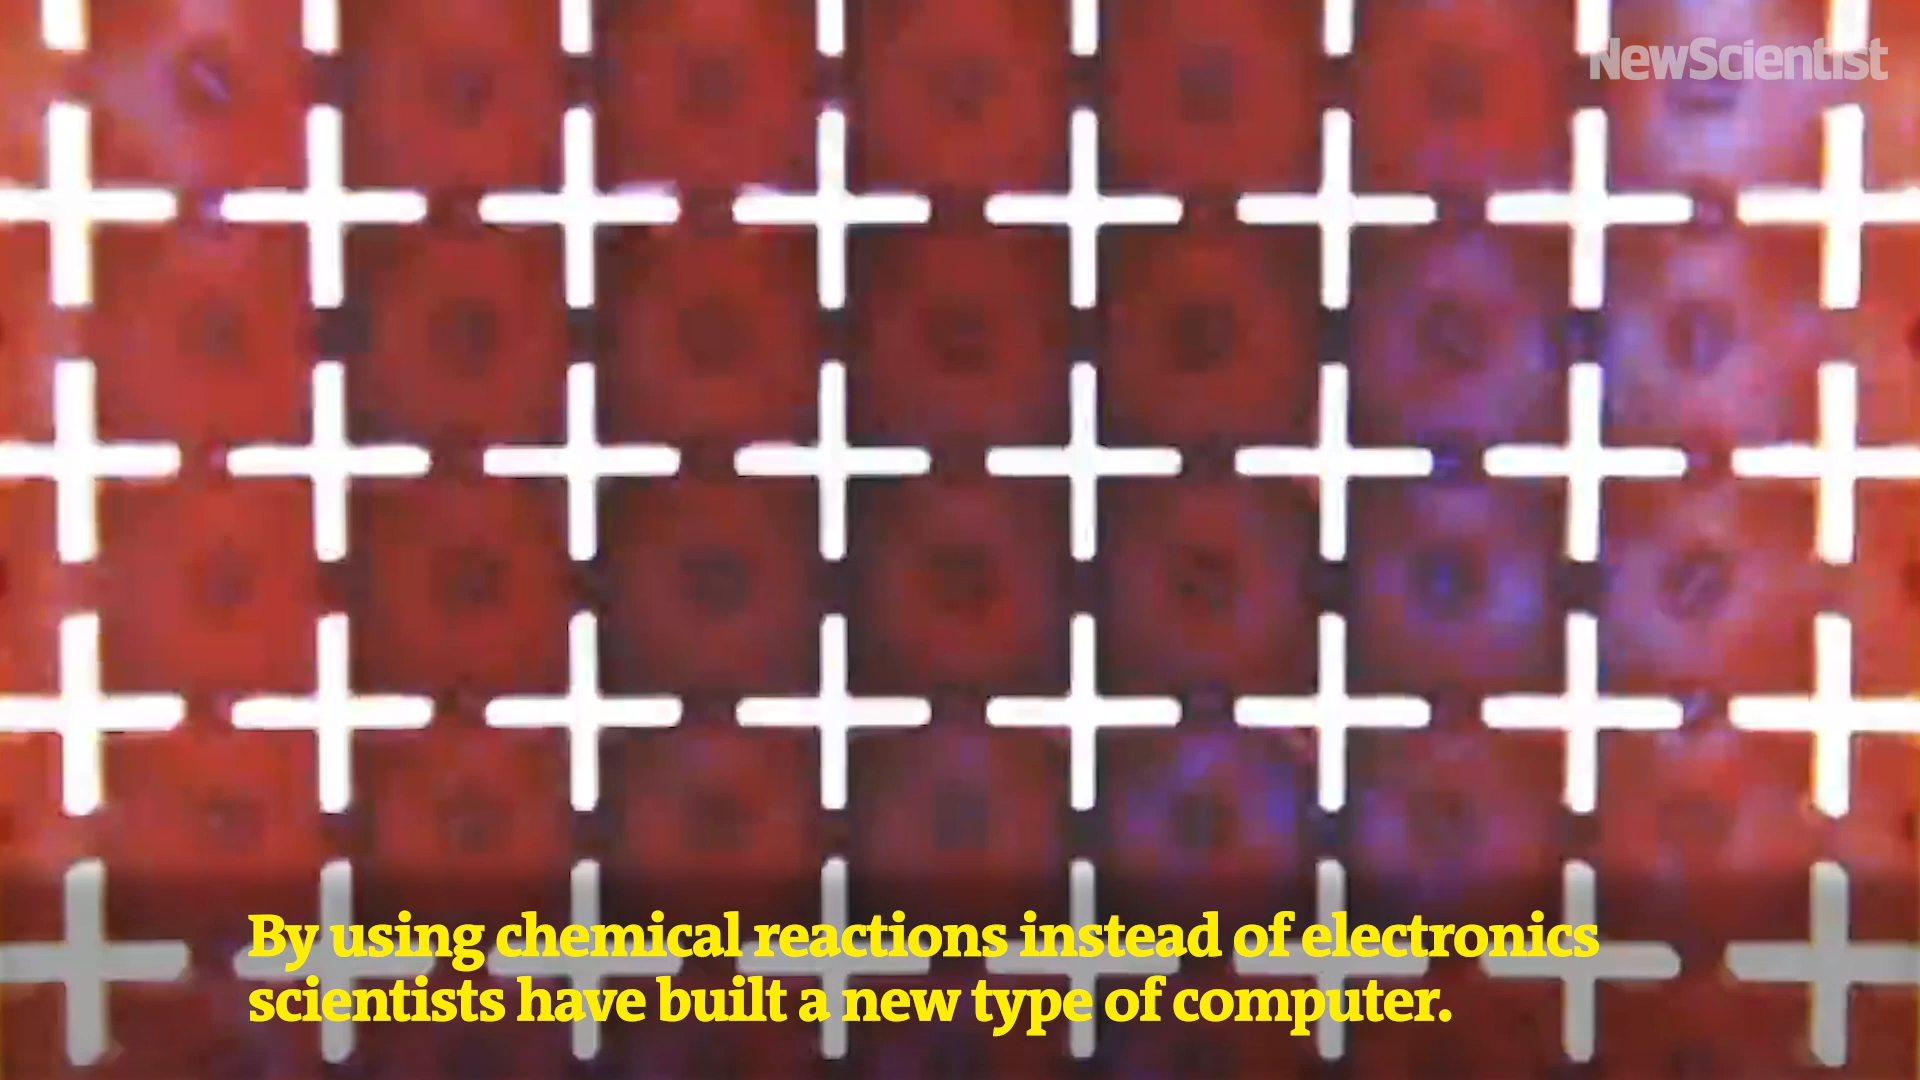 NewScientist
By using chemical reactions instead of electronics
scientists have built a new type of computer.